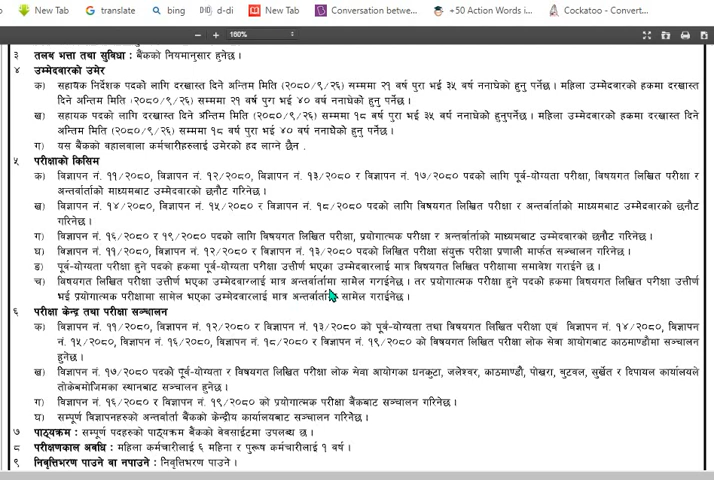 New Tab
translate
bing
d-di
New Tab
Conversation betwe...
+50 Action Words i...
Cockatoo - Convert...
160%
३ तलब भत्ता तथा सुविधा : बैंकको नियमानुसार हुनेछ ।
४ उम्मेदवारको उमेर
क) सहायक निर्देशक पदको लागि दरखास्त दिने अन्तिम मिति (२०८०/९/२६) सम्ममा २१ वर्ष पुरा भई ३५ वर्ष ननाघेको हुनु पर्नेछ । महिला उम्मेदवारको हकमा दरखास्त
दिने अन्तिम मिति (२०८०/९/२६) सम्ममा २१ वर्ष पुरा भई ४० वर्ष ननाघेको हुनु पर्नेछ ।
ख) सहायक पदको लागि दरखास्त दिने अन्तिम मिति (२०८०/९/२६) सम्ममा १८ वर्ष पुरा भई ३५ वर्ष ननाघेको हुनुपर्नेछ । महिला उम्मेदवारको हकमा दरखास्त दिने
अन्तिम मिति (२०८०/९/२६) सम्ममा १८ वर्ष पुरा भई ४० वर्ष ननाघेको हुनु पर्नेछ ।
ग) यस बैंकको बहालवाला कर्मचारीहरुलाई उमेरको हद लाग्ने छैन .
५ परीक्षाको किसिम
क) विज्ञापन नं. ११/२०८०, विज्ञापन नं. १२/२०८०, विज्ञापन नं. १३/२०८० र विज्ञापन नं. १७/२०८० पदको लागि पूर्व-योग्यता परीक्षा, विषयगत लिखित परीक्षा र
अन्तर्वार्ताको माध्यमबाट उम्मेदवारको छनौट गरिनेछ ।
ख) विज्ञापन नं. १४/२०८०, विज्ञापन नं. १५/२०८० र विज्ञापन नं. १८/२०८० पदको लागि विषयगत लिखित परीक्षा र अन्तर्वार्ताको माध्यमबाट उम्मेदवारको छनौट
गरिनेछ ।
ग) विज्ञापन नं. १६/२०८० र १९/२०८० पदको लागि विषयगत लिखित परीक्षा, प्रयोगात्मक परीक्षा र अन्तर्वार्ताको माध्यमबाट उम्मेदवारको छनौट गरिनेछ ।
घ) विज्ञापन नं. ११/२०८०, विज्ञापन नं. १२/२०८० र विज्ञापन नं. १३/२०८० पदको लिखित परीक्षा संयुक्त परीक्षा प्रणाली मार्फत सञ्चालन गरिनेछ ।
ङ) पूर्व-योग्यता परीक्षा हुने पदको हकमा पूर्व-योग्यता परीक्षा उत्तीर्ण भएका उम्मेदवारलाई मात्र विषयगत लिखित परीक्षामा समावेश गराईने छ ।
च) विषयगत लिखित परीक्षा उत्तीर्ण भएका उम्मेदवारलाई मात्र अन्तर्वार्तामा सामेल गराईनेछ । तर प्रयोगात्मक परीक्षा हुने पदको हकमा विषयगत लिखित परीक्षा उत्तीर्ण
भई प्रयोगात्मक परीक्षामा सामेल भएका उम्मेदवारलाई मात्र अन्तर्वार्तामा सामेल गराईनेछ ।
६ परीक्षा केन्द्र तथा परीक्षा सञ्चालन
क) विज्ञापन नं. ११/२०८०, विज्ञापन नं. १२/२०८० र विज्ञापन नं. १३/२०८० को पूर्व-योग्यता तथा विषयगत लिखित परीक्षा एवं विज्ञापन नं. १४/२०८०, विज्ञापन
नं. १५/२०८०, विज्ञापन नं. १६/२०८०, विज्ञापन नं. १८/२०८० र विज्ञापन नं. १९/२०८० को विषयगत लिखित परीक्षा लोक सेवा आयोगबाट काठमाण्डौमा सञ्चालन
हुनेछ ।
ख) विज्ञापन नं. १७/२०८० पदको पूर्व-योग्यता र विषयगत लिखित परीक्षा लोक सेवा आयोगका धनकुटा, जलेश्वर, काठमाण्डौ, पोखरा, बुटवल, सुर्खेत र दिपायल कार्यालयले
तोकेबमोजिमका स्थानबाट सञ्चालन हुनेछ ।
ग) विज्ञापन नं. १६/२०८० र विज्ञापन नं. १९/२०८० को प्रयोगात्मक परीक्षा बैंकबाट सञ्चालन गरिनेछ ।
घ) सम्पूर्ण विज्ञापनहरुको अन्तर्वार्ता बैंकको केन्द्रीय कार्यालयबाट सञ्चालन गरिनेछ ।
७ पाठ्यक्रम : सम्पूर्ण पदहरुको पाठ्यक्रम बैंकको वेवसाईटमा उपलब्ध छ ।
८ परीक्षणकाल अवधि : महिला कर्मचारीलाई ६ महिना र पुरूष कर्मचारीलाई १ वर्ष ।
९ निवृत्तिभरण पाउने वा नपाउने : निवृत्तिभरण पाउने ।